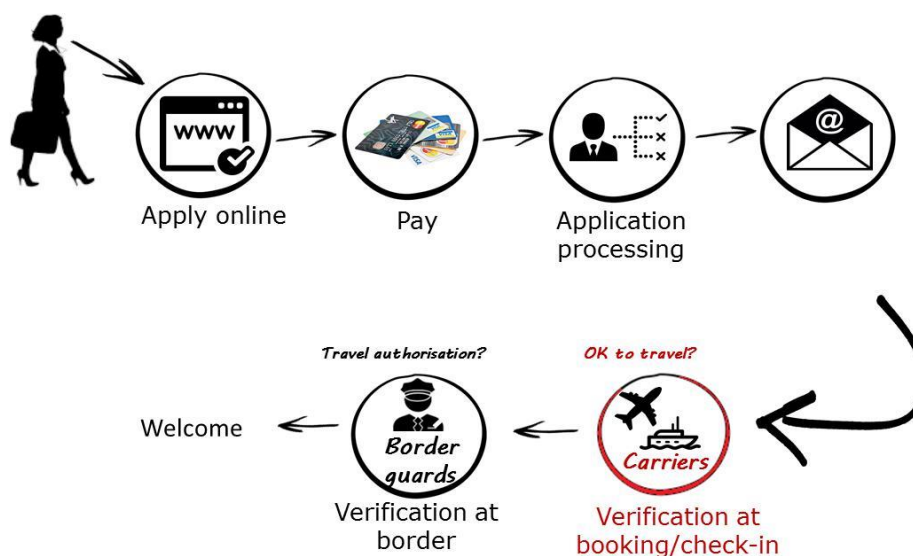 www
@
Apply online
Pay
VISA
Application
processing
Travel authorisation?
OK to travel?
Welcome
Border
guards
Carriers
Verification at
border
Verification at
booking/check-in